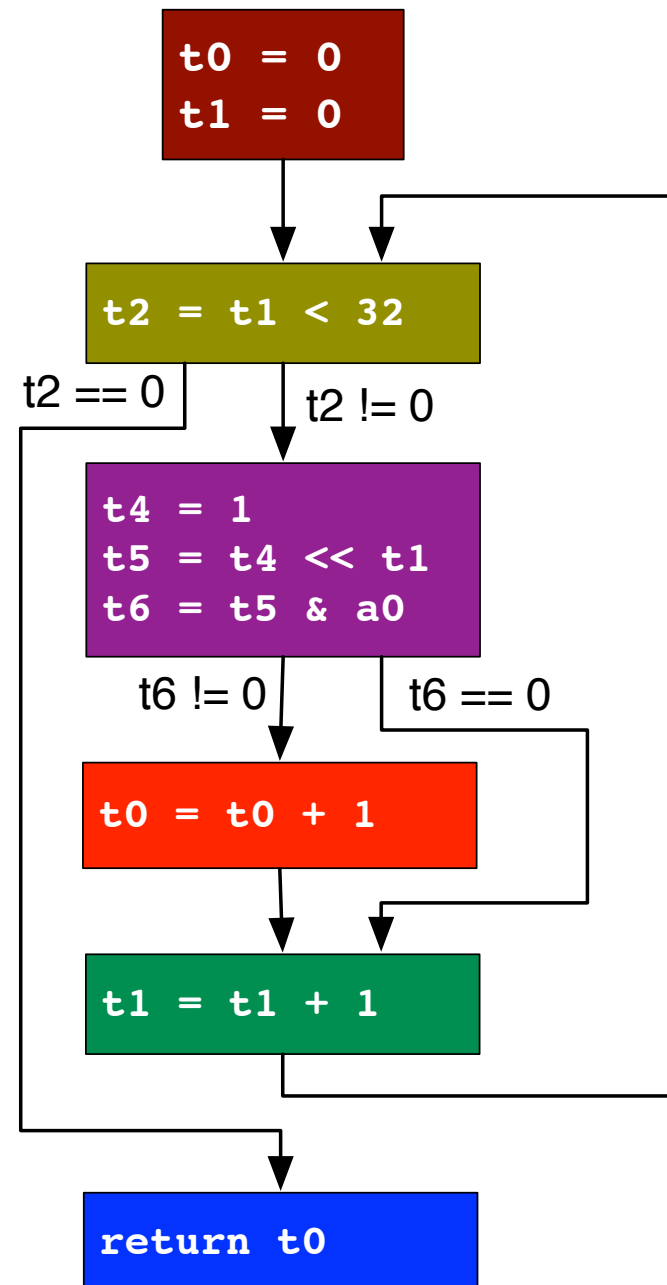 t0 = 0
t1 = 0
t2 = t1 < 32
t2 == 0
t2 != 0
t4 = 1
t5 = t4 << t1
t6 = t5 & a0
t6 != 0
t6 == 0
t0 = t0 + 1
t1 = t1 + 1
return t0